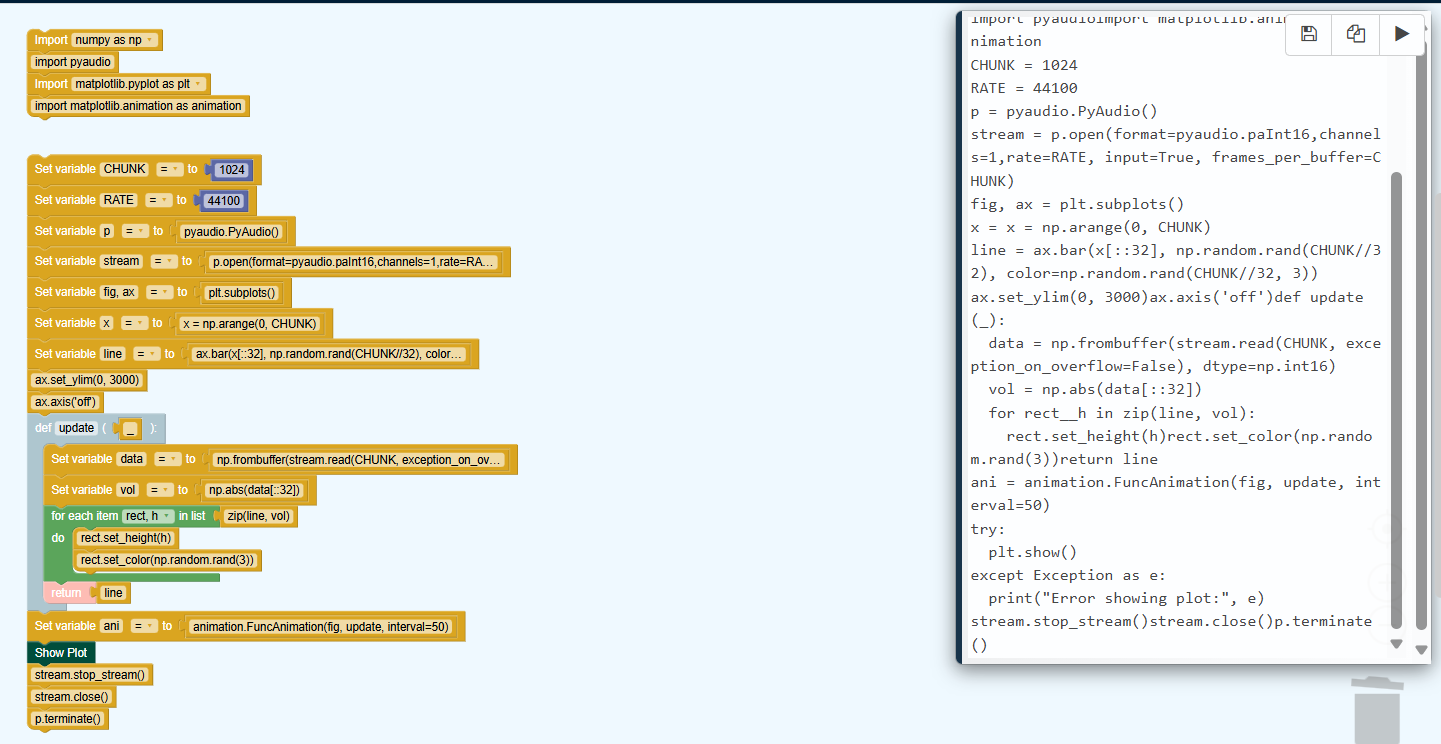 Import numpy as np
import pyaudio
Import matplotlib.pyplot as plt
import matplotlib.animation as animation
Set variable CHUNK = to 1024
Set variable RATE = to 44100
Set variable p = to pyaudio.PyAudio()
Set variable stream = to p.open(format=pyaudio.paInt16,channels=1,rate=RA...
Set variable fig, ax = to plt.subplots()
Set variable x = to x = np.arange(0, CHUNK)
Set variable line = to ax.bar(x[::32], np.random.rand(CHUNK//32), color...
ax.set_ylim(0, 3000)
ax.axis('off')
def update ( _ ):
Set variable data = to np.frombuffer(stream.read(CHUNK, exception_on_ov...
Set variable vol = to np.abs(data[::32])
for each item rect, h in list zip(line, vol)
do rect.set_height(h)
rect.set_color(np.random.rand(3))
return line
Set variable ani = to animation.FuncAnimation(fig, update, interval=50)
Show Plot
stream.stop_stream()
stream.close()
p.terminate()
import pyaudioimport matplotlib.ani
nimation
CHUNK = 1024
RATE = 44100
p = pyaudio.PyAudio()
stream = p.open(format=pyaudio.paInt16,channel
s=1,rate=RATE, input=True, frames_per_buffer=C
HUNK)
fig, ax = plt.subplots()
x = x = np.arange(0, CHUNK)
line = ax.bar(x[::32], np.random.rand(CHUNK//3
2), color=np.random.rand(CHUNK//32, 3))
ax.set_ylim(0, 3000)ax.axis('off')def update
(_):
data = np.frombuffer(stream.read(CHUNK, exce
ption_on_overflow=False), dtype=np.int16)
vol = np.abs(data[::32])
for rect__h in zip(line, vol):
rect.set_height(h)rect.set_color(np.rando
m.rand(3))return line
ani = animation.FuncAnimation(fig, update, int
erval=50)
try:
plt.show()
except Exception as e:
print("Error showing plot:", e)
stream.stop_stream()stream.close()p.terminate
()